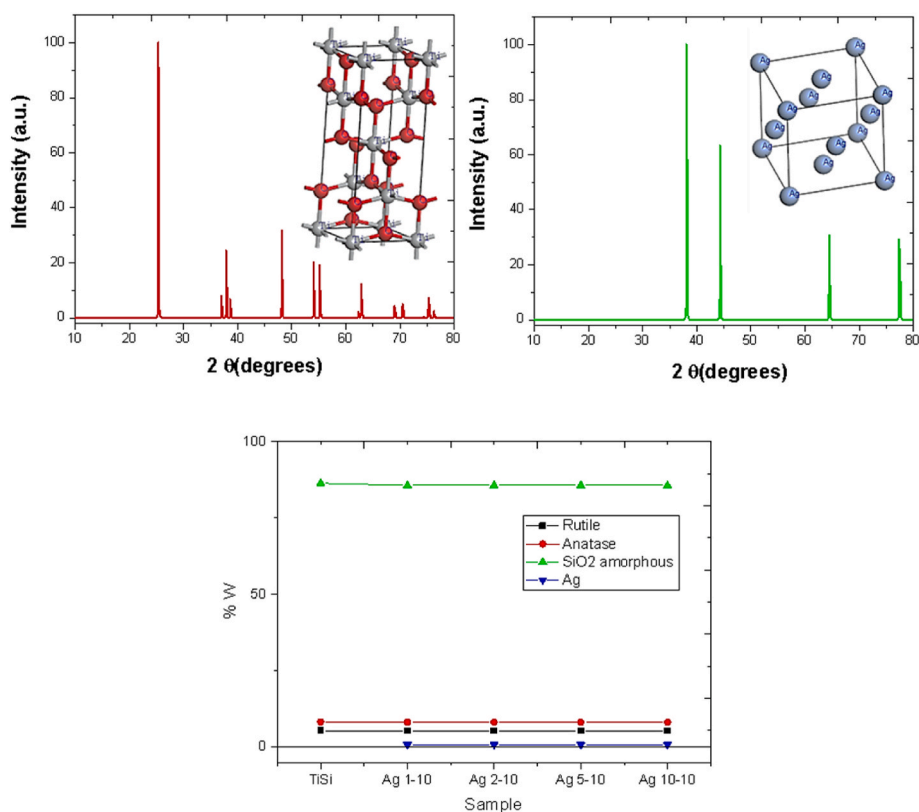 Intensity (a.u.)
100
80
60
40
20
0
10 20 30 40 50 60 70 80
2 θ(degrees)
Intensity (a.u.)
100
80
60
40
20
0
10 20 30 40 50 60 70 80
2 θ(degrees)
Ag
Ag
Ag
Ag
Ag
Ag
Ag
Ag
Ag
Ag
Ag
Ag
Ag
Ag
% W
100
50
0
Rutile
Anatase
SiO2 amorphous
Ag
TiSi Ag 1-10 Ag 2-10 Ag 5-10 Ag 10-10
Sample